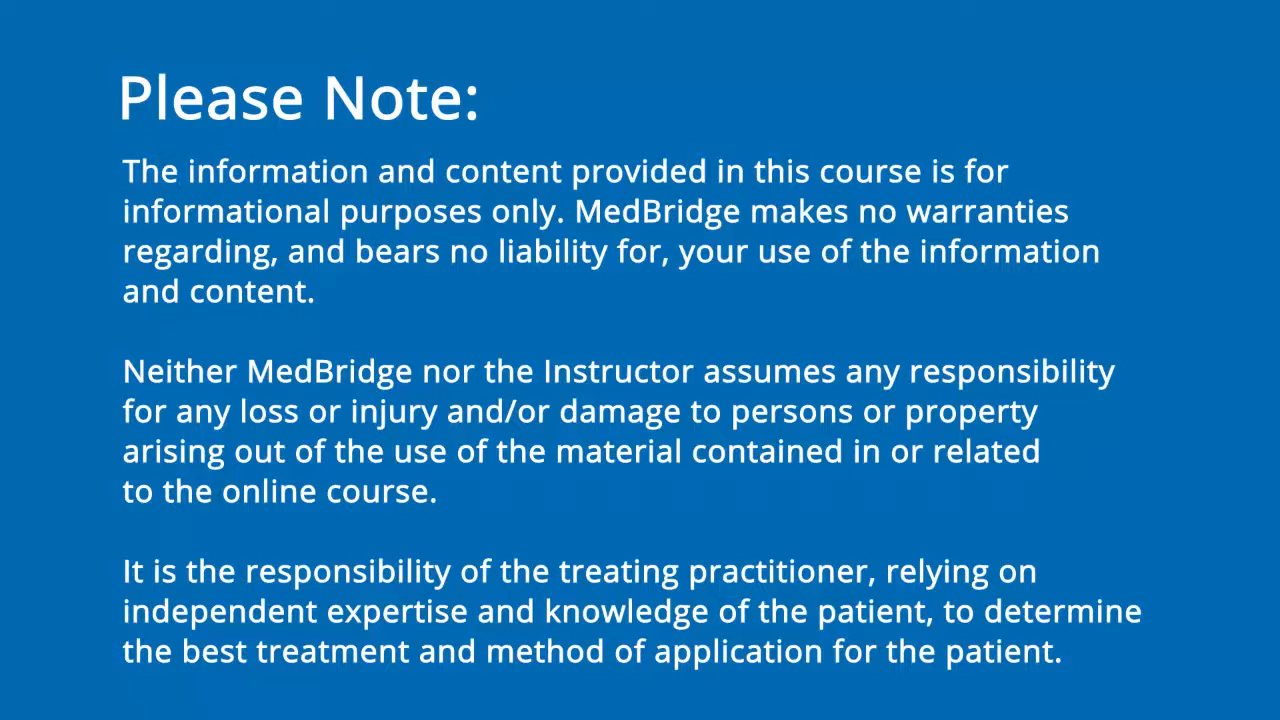 Please Note:
The information and content provided in this course is for
informational purposes only. MedBridge makes no warranties
regarding, and bears no liability for, your use of the information
and content.
Neither MedBridge nor the Instructor assumes any responsibility
for any loss or injury and/or damage to persons or property
arising out of the use of the material contained in or related
to the online course.
It is the responsibility of the treating practitioner, relying on
independent expertise and knowledge of the patient, to determine
the best treatment and method of application for the patient.